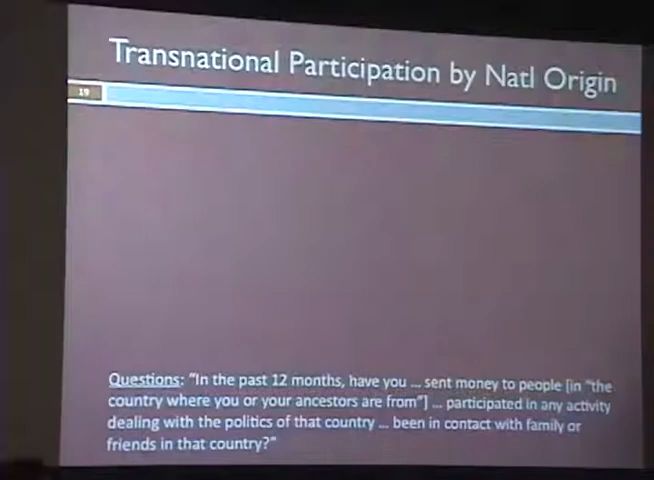 Transnational Participation by Natl Origin
19
Questions: "In the past 12 months, have you ... sent money to people [in "the
country where you or your ancestors are from"] ... participated in any activity
dealing with the politics of that country ... been in contact with family or
friends in that country?"